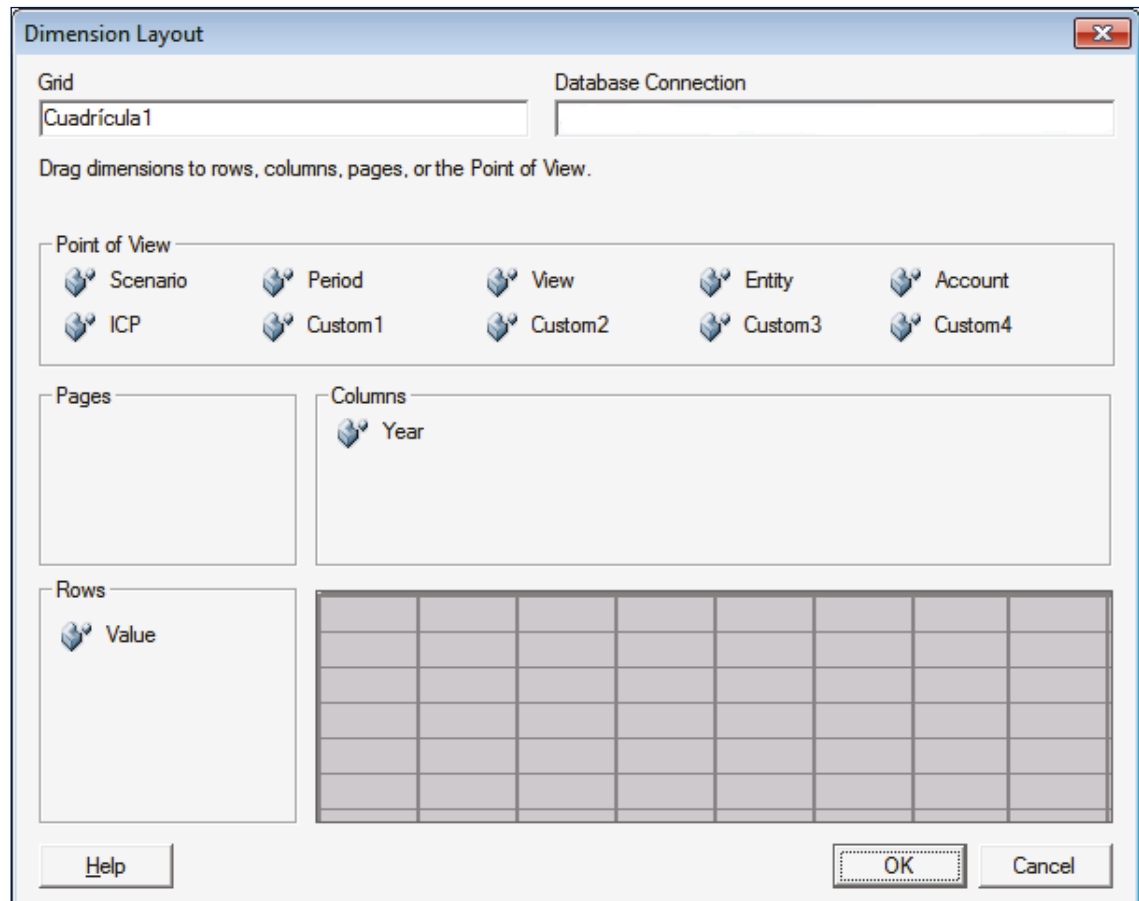 Dimension Layout
Grid Database Connection
Cuadrícula1
Drag dimensions to rows, columns, pages, or the Point of View.
Point of View
Scenario Period View Entity Account
ICP Custom1 Custom2 Custom3 Custom4
Pages Columns
Year
Rows
Value
Help OK Cancel